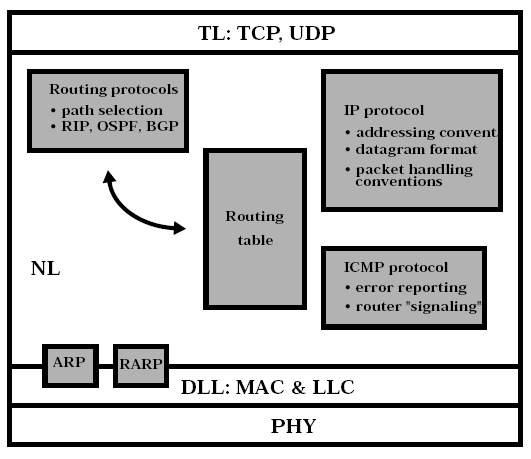 TL: TCP, UDP
Routing protocols
• path selection
• RIP, OSPF, BGP
IP protocol
• addressing convent.
• datagram format
• packet handling
conventions
Routing
table
NL
ICMP protocol
• error reporting
• router "signaling"
ARP
RARP
DLL: MAC & LLC
PHY